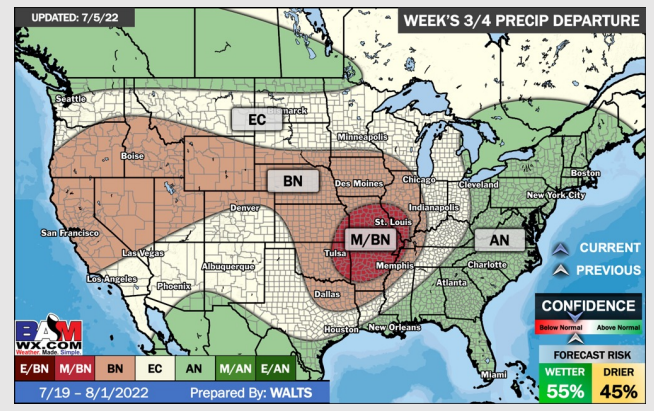 UPDATED: 7/5/22
WEEK'S 3/4 PRECIP DEPARTURE
Seattle
EC
Minneapolis
Boise
BN
Des Moines
Chicago
Cleveland
Boston
New York City
Denver
Indianapolis
San Francisco
St. Louis
M/BN
AN
Las Vegas
Tulsa
Los Angeles
Albuquerque
Memphis
Charlotte
Phoenix
Atlanta
Dallas
Houston
New Orleans
Miami
CURRENT
PREVIOUS
CONFIDENCE
Below Normal
Above Normal
FORECAST RISK
WETTER
DRIER
55%
45%
BAM
WX.COM
Weather. Made. Simple.
E/BN M/BN BN EC AN M/AN E/AN
7/19 – 8/1/2022
Prepared By: WALTS